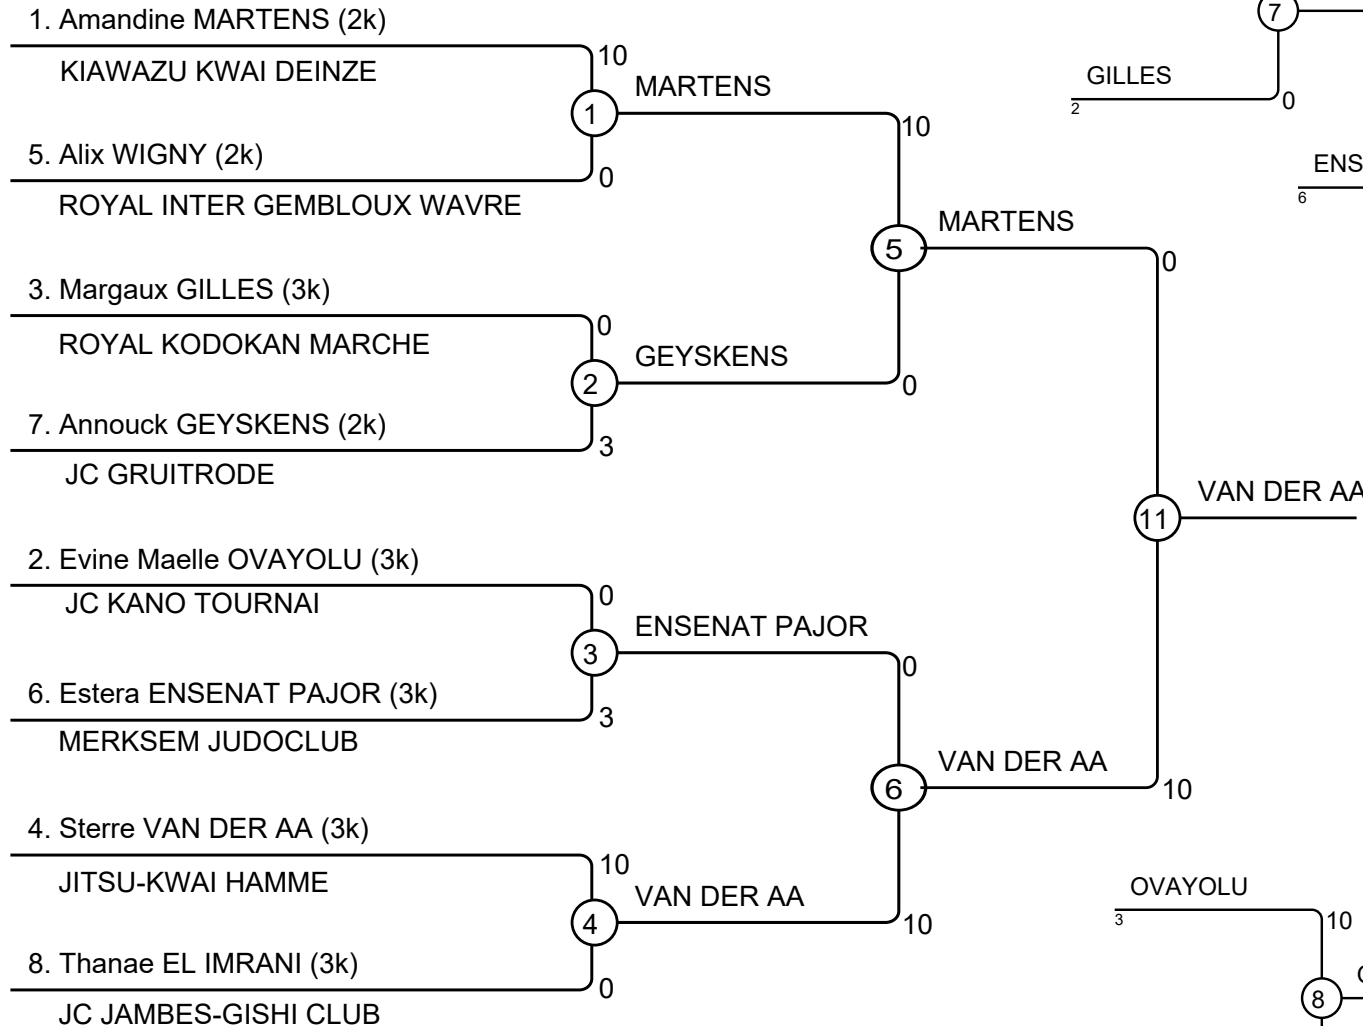 1. Amandine MARTENS (2k)
10
KIAWAZU KWAI DEINZE
1
MARTENS
5. Alix WIGNY (2k)
0
ROYAL INTER GEMBLOUX WAVRE
10
5
MARTENS
0
3. Margaux GILLES (3k)
0
ROYAL KODOKAN MARCHE
2
GEYSKENS
0
7. Annouck GEYSKENS (2k)
3
JC GRUITRODE
11
VAN DER AA
2. Evine Maelle OVAYOLU (3k)
0
JC KANO TOURNAI
3
ENSENAT PAJOR
0
6. Estera ENSENAT PAJOR (3k)
3
MERKSEM JUDOCLUB
6
VAN DER AA
10
4. Sterre VAN DER AA (3k)
10
JITSU-KWAI HAMME
4
VAN DER AA
10
8. Thanae EL IMRANI (3k)
0
JC JAMBES-GISHI CLUB
7
GILLES
2
0
ENS
6
OVAYOLU
3
10
8